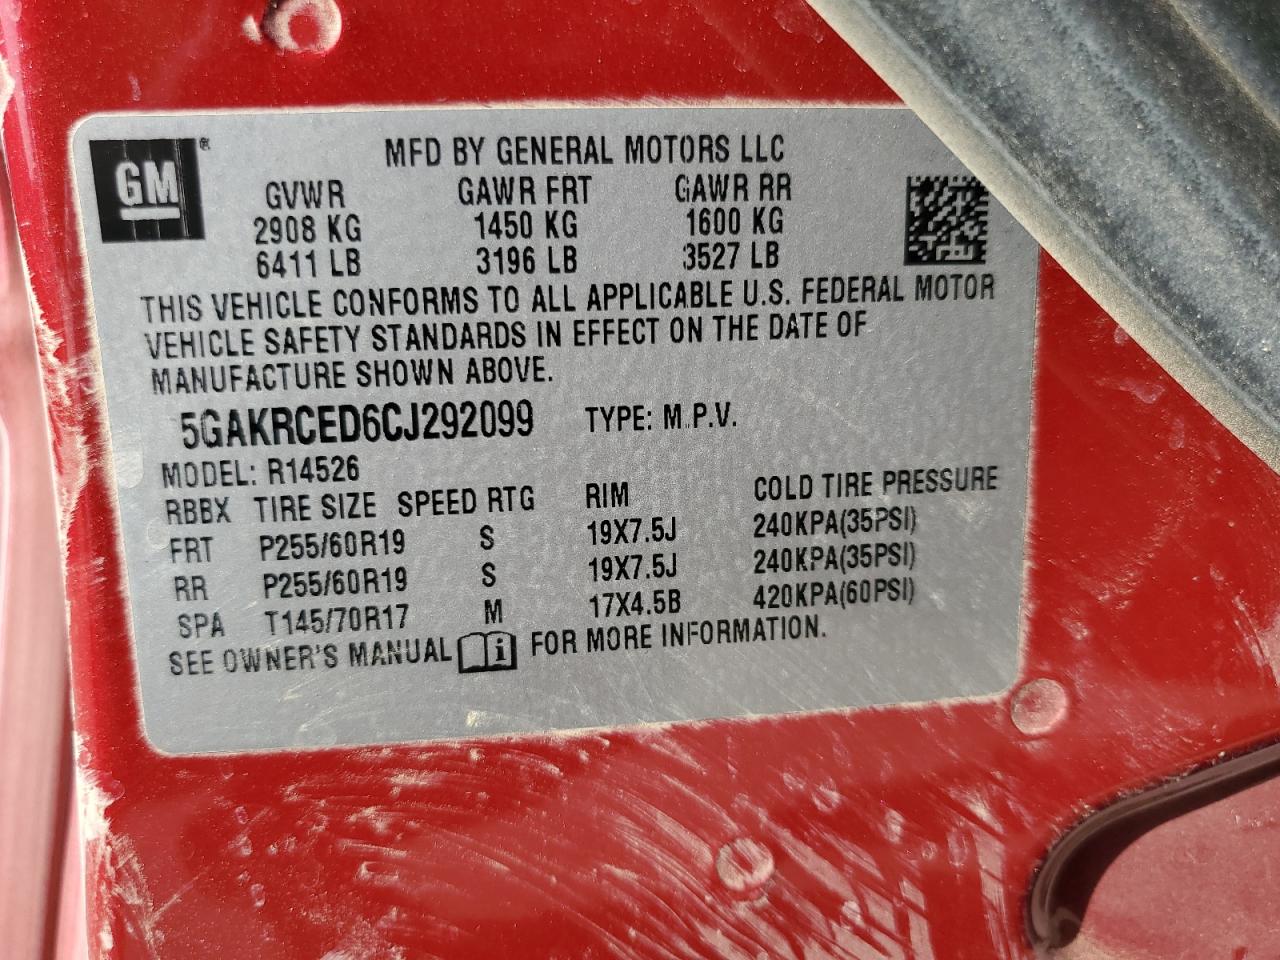 GM ®
MFD BY GENERAL MOTORS LLC
GVWR GAWR FRT GAWR RR
2908 KG 1450 KG 1600 KG
6411 LB 3196 LB 3527 LB
THIS VEHICLE CONFORMS TO ALL APPLICABLE U.S. FEDERAL MOTOR
VEHICLE SAFETY STANDARDS IN EFFECT ON THE DATE OF
MANUFACTURE SHOWN ABOVE.
5GAKRCED6CJ292099 TYPE: M.P.V.
MODEL: R14526
RBBX TIRE SIZE SPEED RTG RIM COLD TIRE PRESSURE
FRT P255/60R19 S 19X7.5J 240KPA(35PSI)
RR P255/60R19 S 19X7.5J 240KPA(35PSI)
SPA T145/70R17 M 17X4.5B 420KPA(60PSI)
SEE OWNER'S MANUAL i FOR MORE INFORMATION.